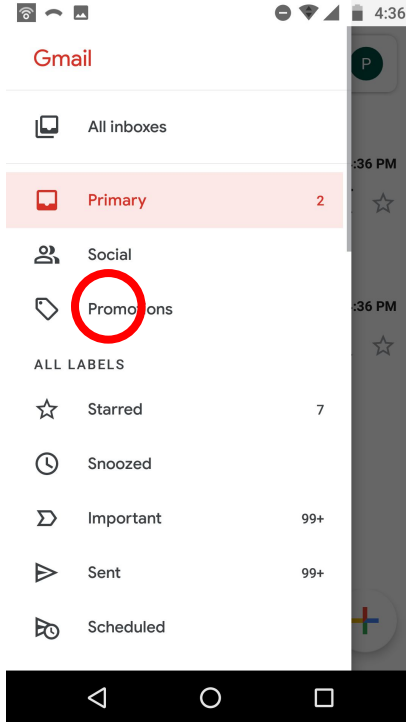 4:36
Gmail
P
All inboxes
:36 PM
Primary 2
Social
Promotions
:36 PM
ALL LABELS
Starred 7
Snoozed
Important 99+
Sent 99+
Scheduled